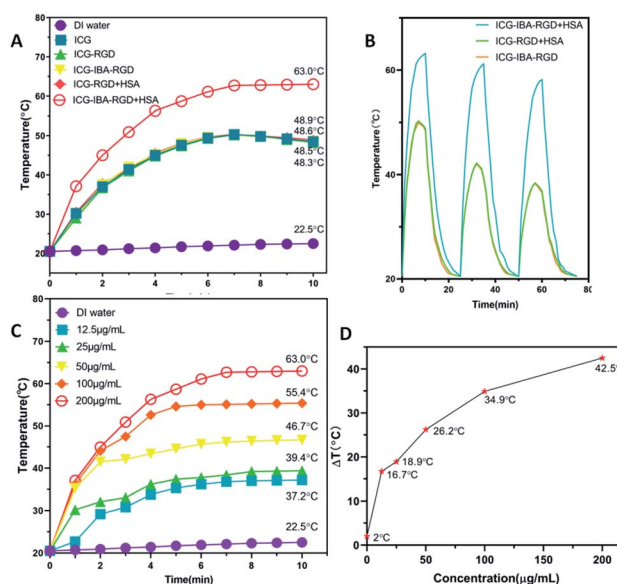 A
DI water
ICG
ICG-RGD
ICG-IBA-RGD
ICG-RGD+HSA
ICG-IBA-RGD+HSA
63.0°C
48.9°C
48.6°C
48.5°C
48.3°C
22.5°C
Temperature(°C)
80
70
60
50
40
30
20
0 2 4 6 8 10
B
ICG-IBA-RGD+HSA
ICG-RGD+HSA
ICG-IBA-RGD
Temperature(°C)
60
40
20
0 20 40 60 80
Time(min)
C
DI water
12.5μg/mL
25μg/mL
50μg/mL
100μg/mL
200μg/mL
63.0°C
55.4°C
46.7°C
39.4°C
37.2°C
22.5°C
Temperature(°C)
80
70
60
50
40
30
20
0 2 4 6 8 10
Time(min)
D
ΔT(°C)
40
30
20
10
0
2°C
16.7°C
18.9°C
26.2°C
34.9°C
42.5°
0 50 100 150 200
Concentration(μg/mL)